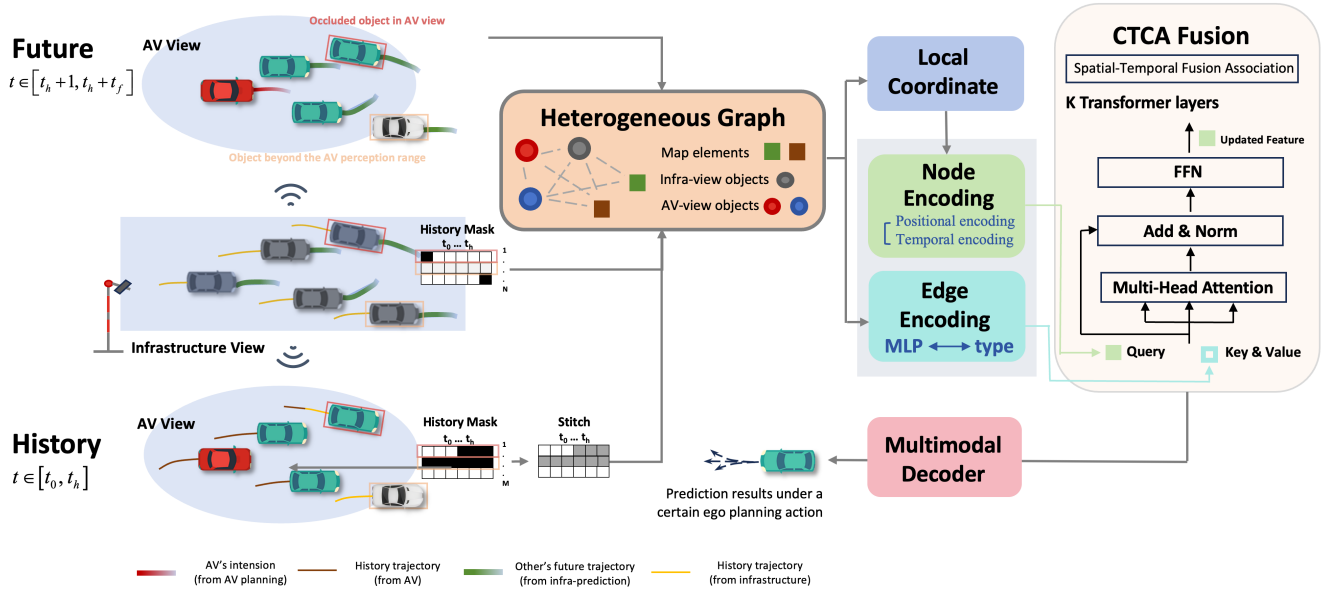 Future
t ∈ [t_h + 1, t_h + t_f]
AV View
Occluded object in AV view
Object beyond the AV perception range
Infrastructure View
History Mask
t₀ ... t_h
1
.
.
.
N
History
t ∈ [t₀, t_h]
AV View
History Mask
t₀ ... t_h
1
.
.
.
M
Stitch
t₀ ... t_h
Heterogeneous Graph
Map elements
Infra-view objects
AV-view objects
Local
Coordinate
Node
Encoding
Positional encoding
Temporal encoding
Edge
Encoding
MLP
type
CTCA Fusion
Spatial-Temporal Fusion Association
K Transformer layers
Updated Feature
FFN
Add & Norm
Multi-Head Attention
Query
Key & Value
Multimodal
Decoder
Prediction results under a
certain ego planning action
AV's intension
(from AV planning)
History trajectory
(from AV)
Other's future trajectory
(from infra-prediction)
History trajectory
(from infrastructure)